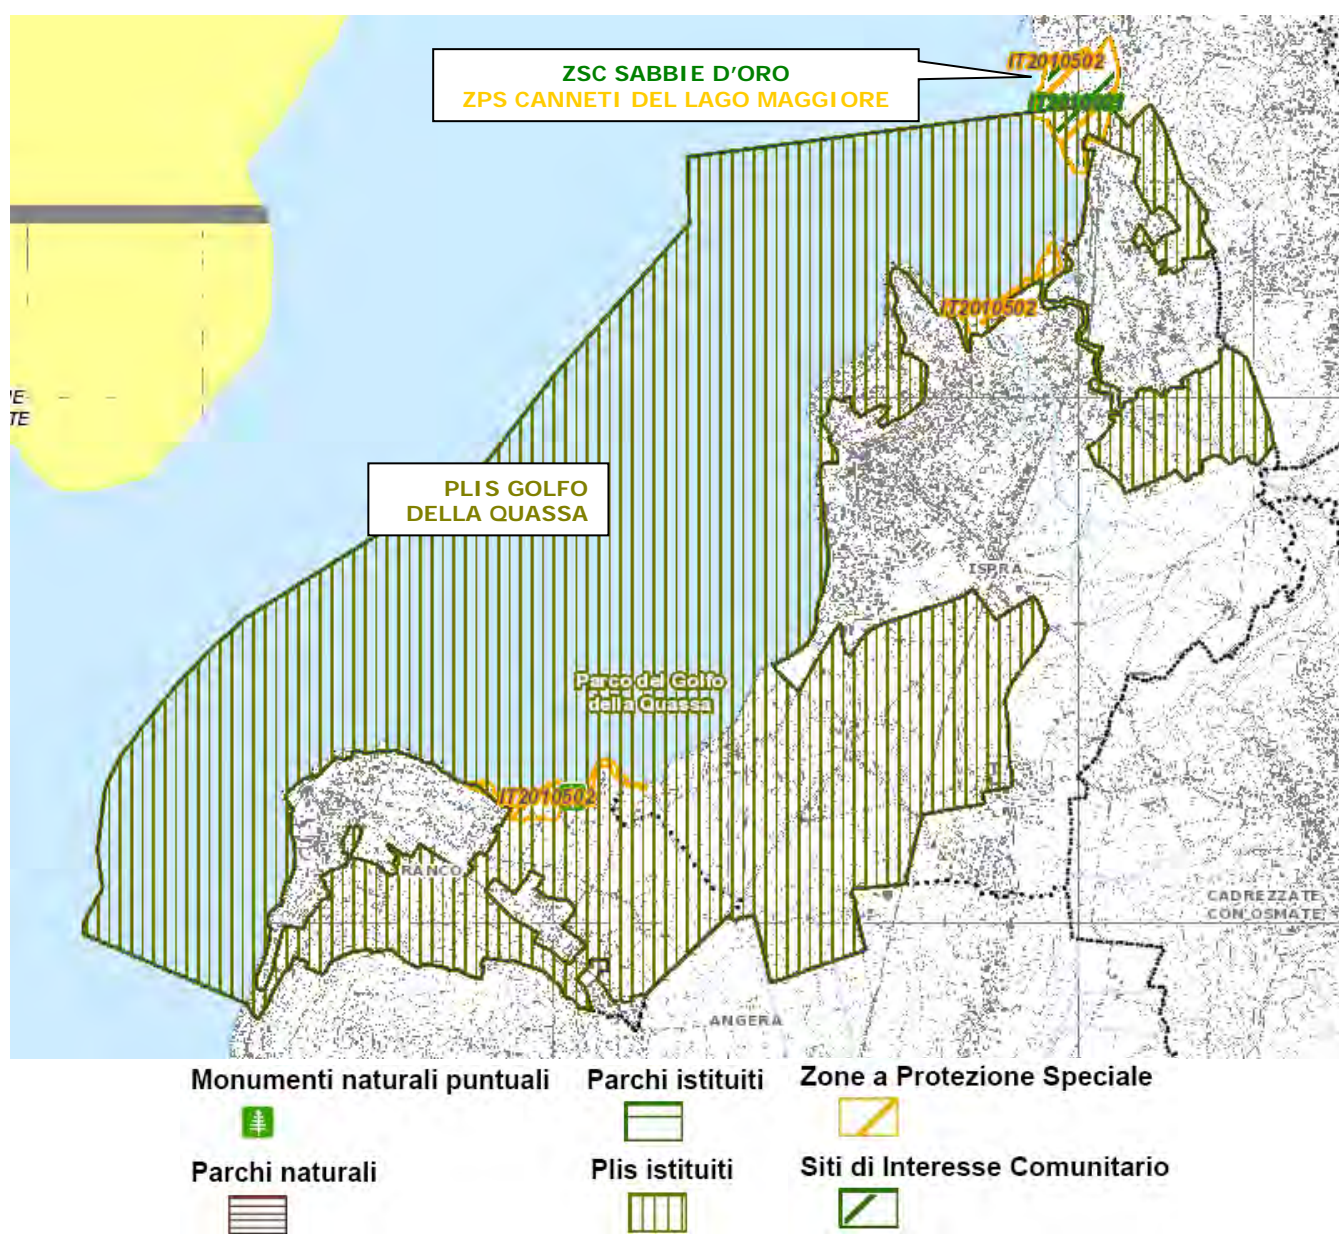 IT2010502
ZSC SABBIE D'ORO
ZPS CANNETI DEL LAGO MAGGIORE
IT2010502
IE
TE
PLIS GOLFO
DELLA QUASSA
ISPRA
Parco del Golfo
della Quassa
IT2010502
RANCO
CADREZZATE
CON OSMATE
ANGERA
Monumenti naturali puntuali
Parchi istituiti
Zone a Protezione Speciale
Parchi naturali
Plis istituiti
Siti di Interesse Comunitario